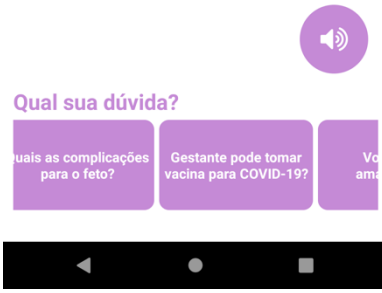 Qual sua dúvida?
uais as complicações
para o feto?
Gestante pode tomar
vacina para COVID-19?
Vo
ama